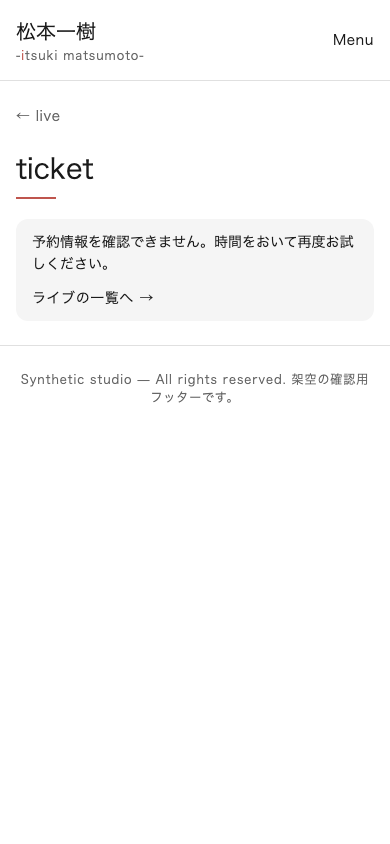 松本一樹
-itsuki matsumoto-
Menu
← live
ticket
予約情報を確認できません。時間をおいて再度お試
しください。
ライブの一覧へ →
Synthetic studio — All rights reserved. 架空の確認用
フッターです。